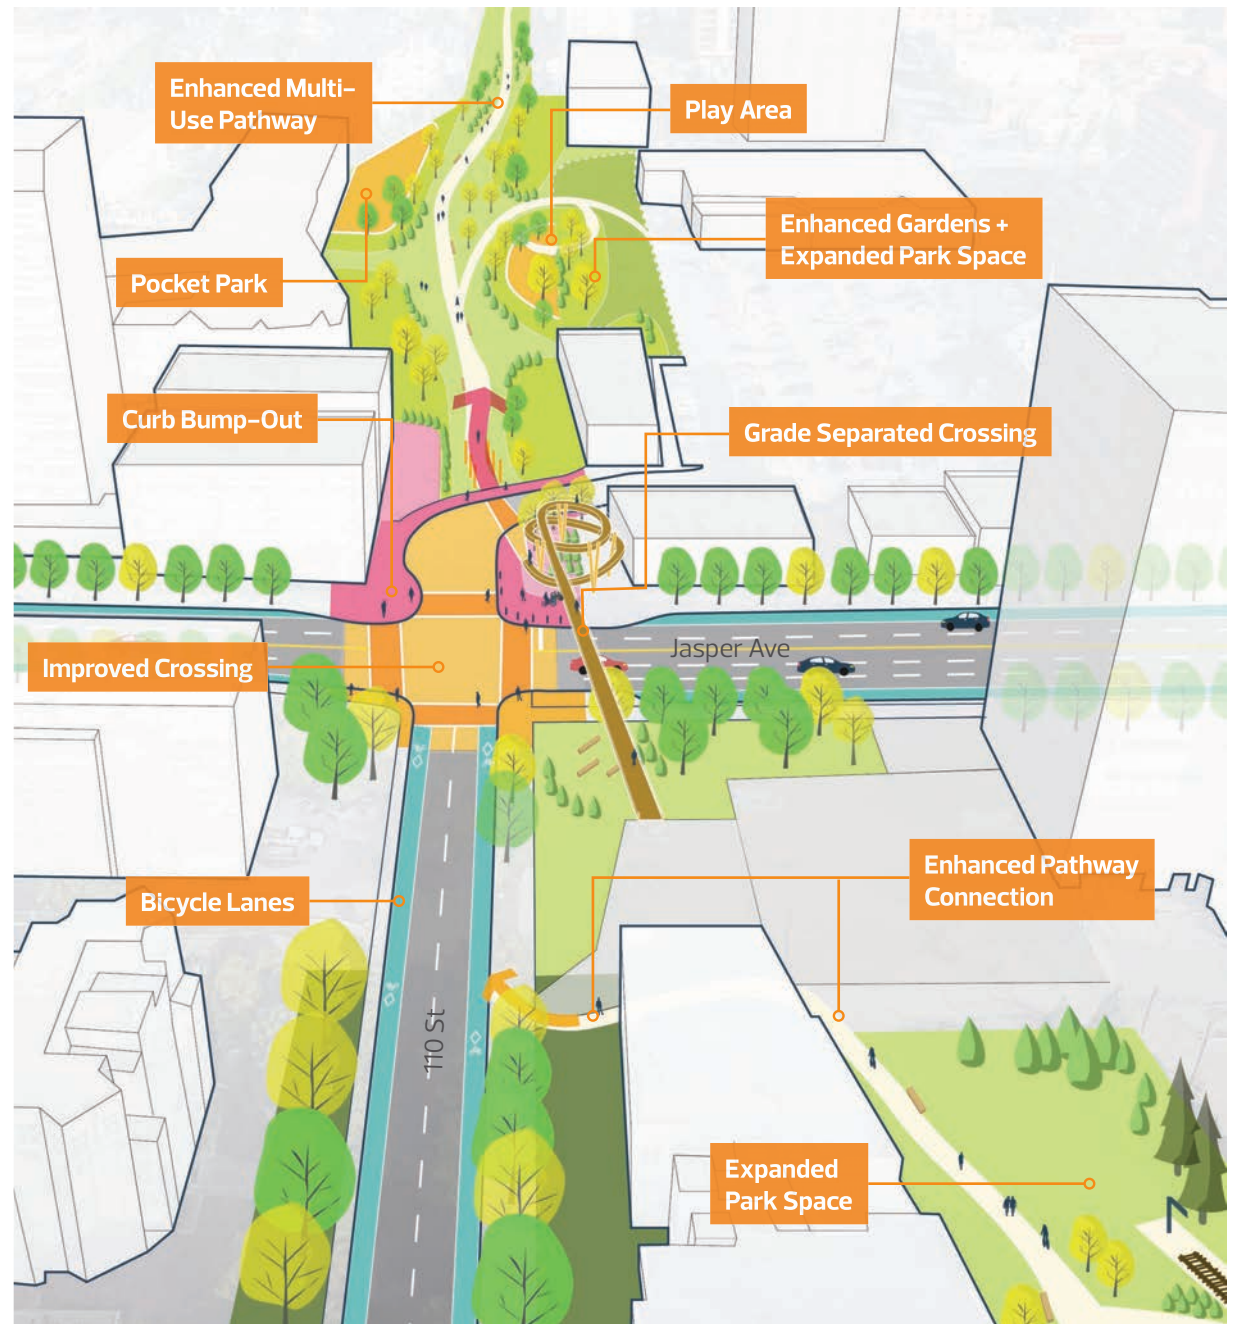 Enhanced Multi-
Use Pathway
Play Area
Enhanced Gardens +
Expanded Park Space
Pocket Park
Curb Bump-Out
Grade Separated Crossing
Jasper Ave
Improved Crossing
Enhanced Pathway
Connection
Bicycle Lanes
110 St
Expanded
Park Space